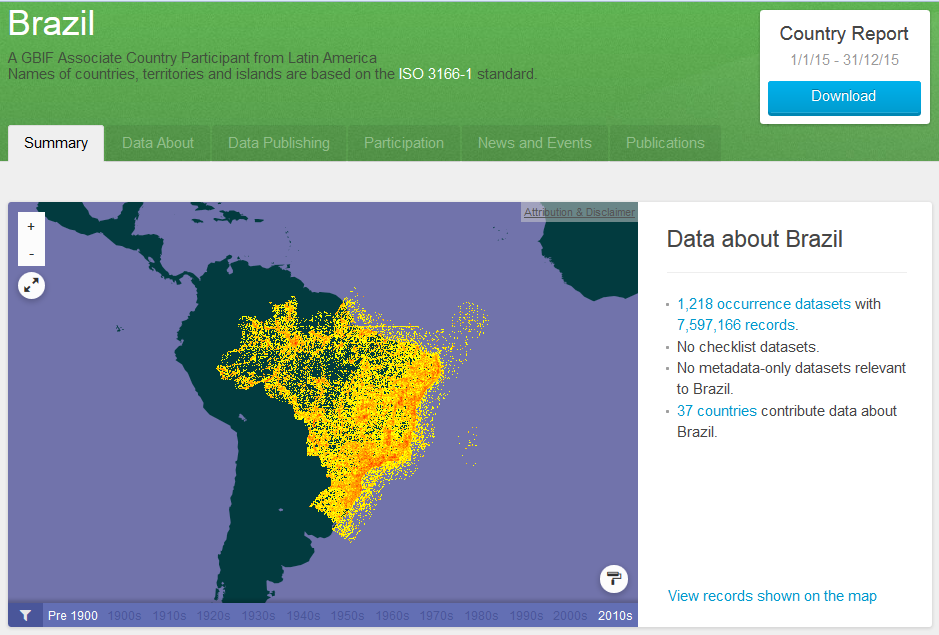 Brazil
A GBIF Associate Country Participant from Latin America
Names of countries, territories and islands are based on the ISO 3166-1 standard.
Country Report
1/1/15 - 31/12/15
Download
Summary
Data About
Data Publishing
Participation
News and Events
Publications
+
-
Attribution & Disclaimer
Data about Brazil
1,218 occurrence datasets with
7,597,166 records.
No checklist datasets.
No metadata-only datasets relevant
to Brazil.
37 countries contribute data about
Brazil.
View records shown on the map
Pre 1900 1900s 1910s 1920s 1930s 1940s 1950s 1960s 1970s 1980s 1990s 2000s 2010s